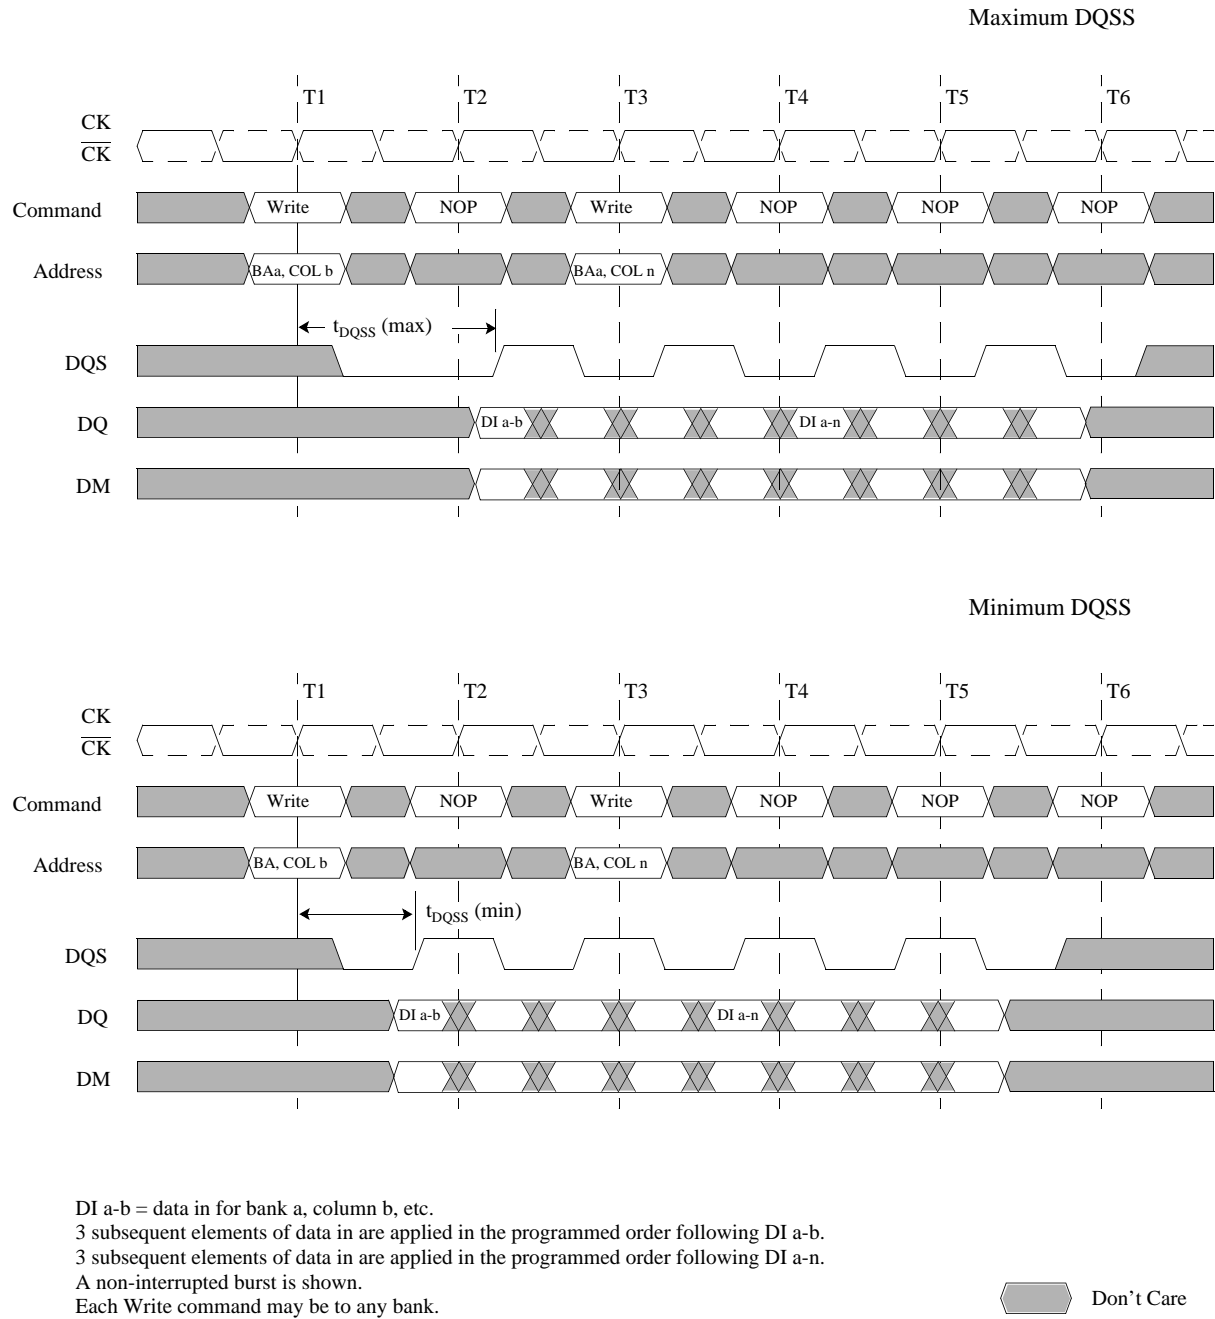 Maximum DQSS
T1 T2 T3 T4 T5 T6
CK
CK
Command Write NOP Write NOP NOP NOP
Address BAa, COL b BAa, COL n
tDQSS (max)
DQS
DQ DI a-b DI a-n
DM
Minimum DQSS
T1 T2 T3 T4 T5 T6
CK
CK
Command Write NOP Write NOP NOP NOP
Address BA, COL b BA, COL n
tDQSS (min)
DQS
DQ DI a-b DI a-n
DM
DI a-b = data in for bank a, column b, etc.
3 subsequent elements of data in are applied in the programmed order following DI a-b.
3 subsequent elements of data in are applied in the programmed order following DI a-n.
A non-interrupted burst is shown.
Each Write command may be to any bank.
Don't Care